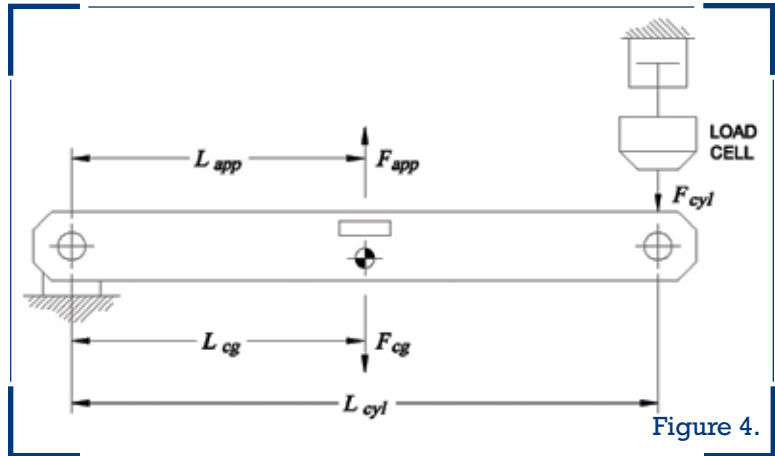 LOAD
CELL
L app
F app
F cyl
L cg
F cg
L cyl
Figure 4.